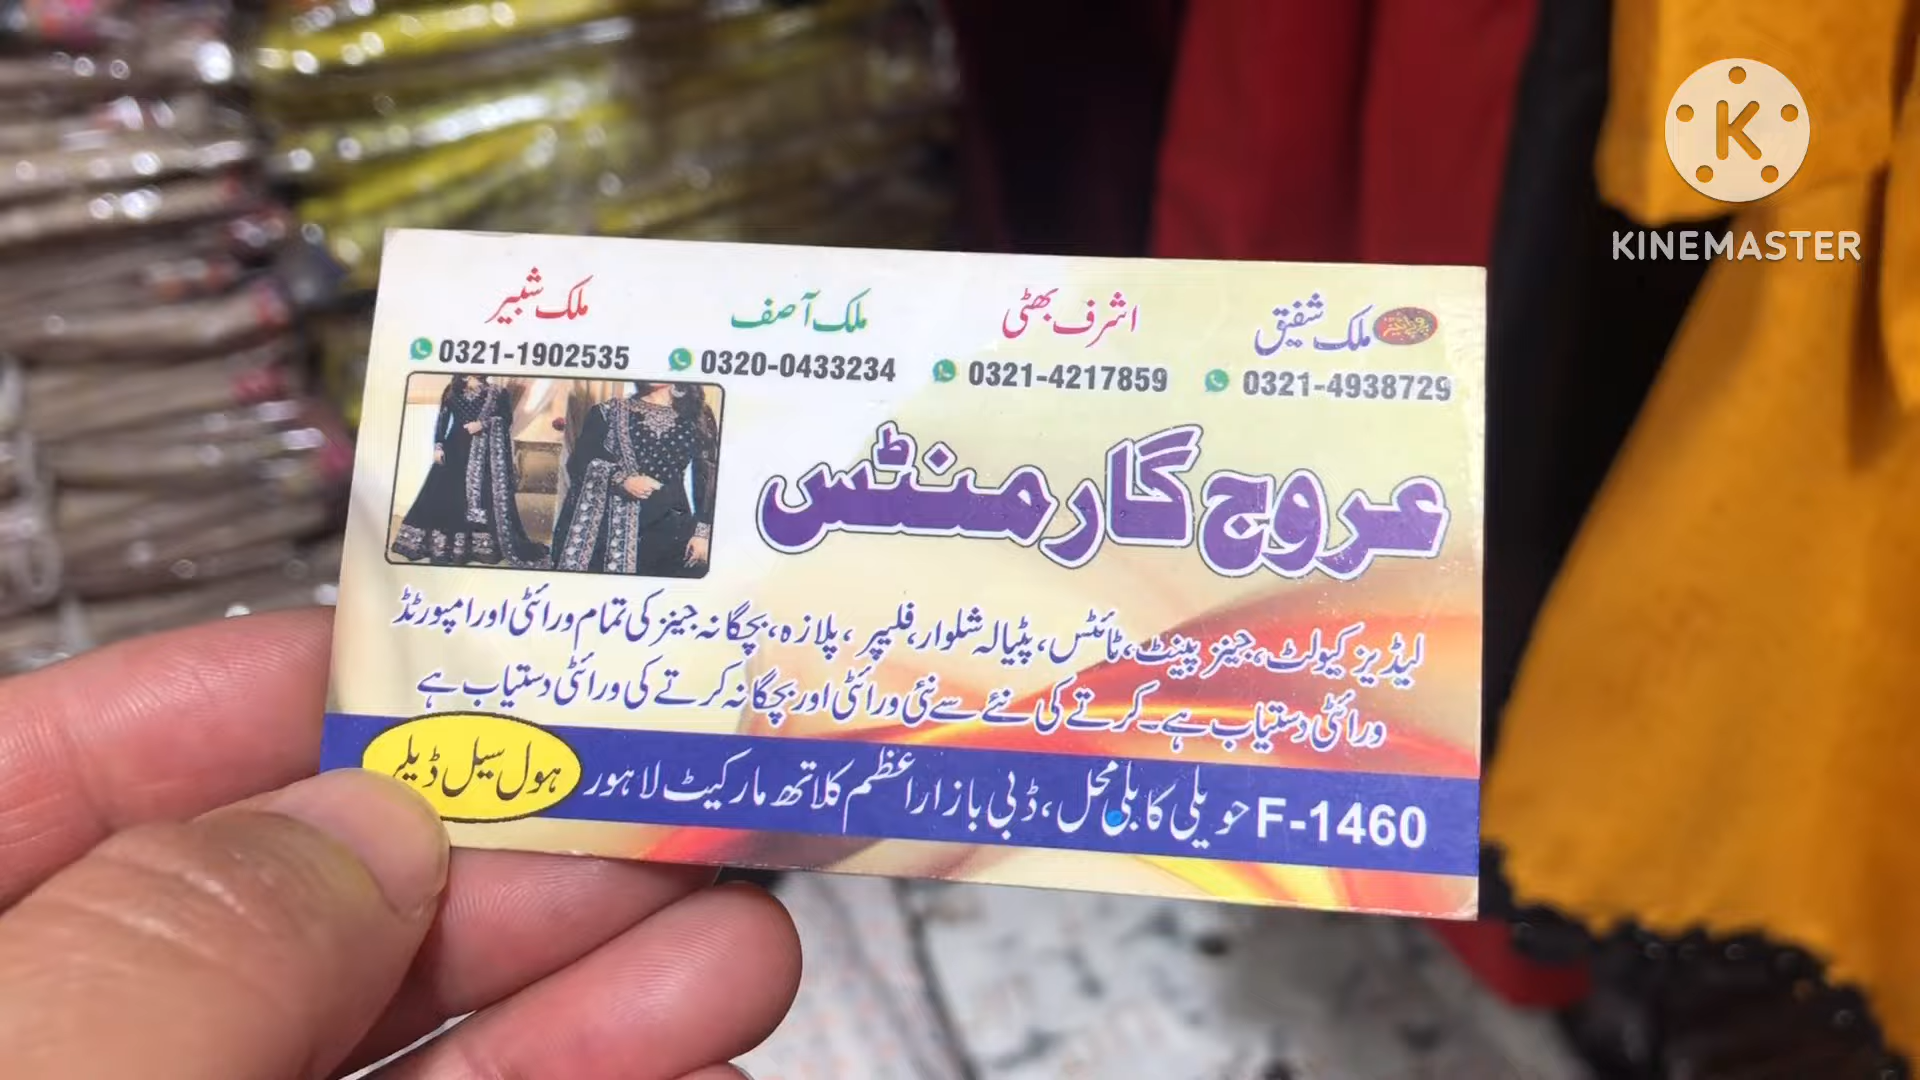 ملک شفیق اشرف بھٹی ملک آصف ملک شبیر
0321-4938729 0321-4217859 0320-0433234 0321-1902535
عروج گارمنٹس
لیڈیز کیولٹ، جینز پینٹ، ٹائٹس، پٹیالہ شلوار، فلیپر، پلازہ، بچگانہ جینز کی تمام ورائٹی اور امپورٹڈ
ورائٹی دستیاب ہے۔ کرتے کی نئے سے نئی ورائٹی اور بچگانہ کرتے کی ورائٹی دستیاب ہے
F-1460 حویلی کابلی محل، ڈبی بازار اعظم کلاتھ مارکیٹ لاہور
ہول سیل ڈیلر
K
KINEMASTER